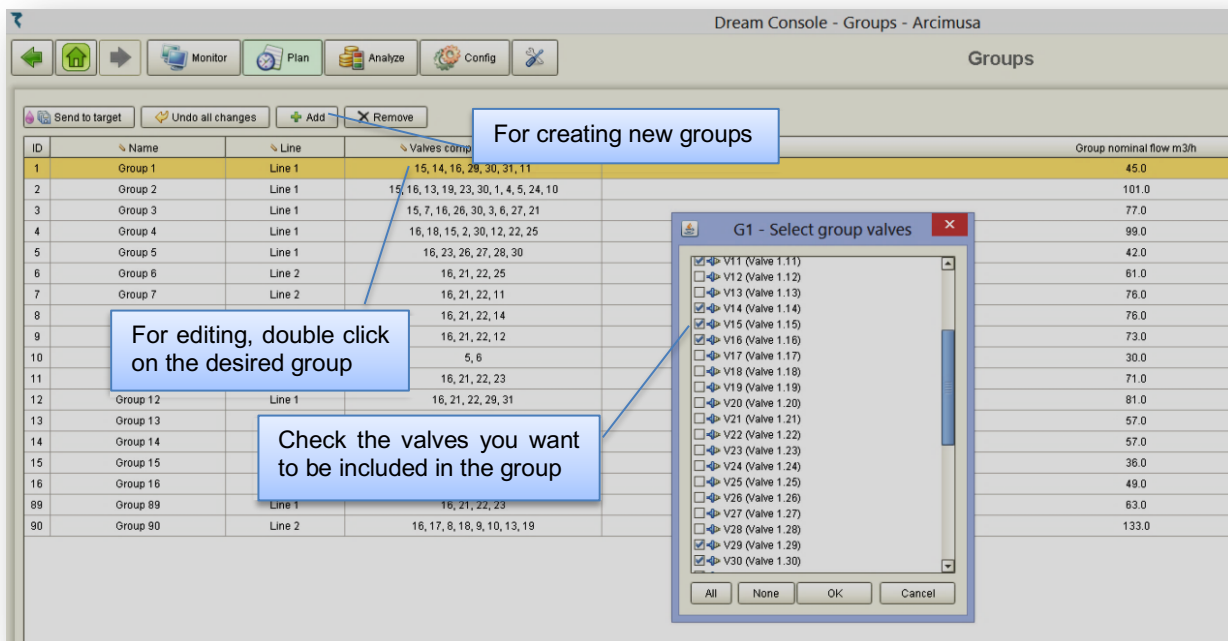 Dream Console - Groups - Arcimusa
Monitor Plan Analyze Config Groups
Send to target Undo all changes Add Remove
For creating new groups
ID Name Line Valves comp Group nominal flow m3/h
1 Group 1 Line 1 15, 14, 16, 29, 30, 31, 11 45.0
2 Group 2 Line 1 15, 16, 13, 19, 23, 30, 1, 4, 5, 24, 10 101.0
3 Group 3 Line 1 15, 7, 16, 26, 30, 3, 6, 27, 21 77.0
4 Group 4 Line 1 16, 18, 15, 2, 30, 12, 22, 25 99.0
5 Group 5 Line 1 16, 23, 26, 27, 28, 30 42.0
6 Group 6 Line 2 16, 21, 22, 25 61.0
7 Group 7 Line 2 16, 21, 22, 11 76.0
8 16, 21, 22, 14 76.0
9 16, 21, 22, 12 73.0
10 5, 6 30.0
11 16, 21, 22, 23 71.0
12 Group 12 Line 1 16, 21, 22, 29, 31 81.0
13 Group 13 57.0
14 Group 14 57.0
15 Group 15 36.0
16 Group 16 49.0
89 Group 89 Line 1 16, 21, 22, 23 63.0
90 Group 90 Line 2 16, 17, 8, 18, 9, 10, 13, 19 133.0
For editing, double click
on the desired group
Check the valves you want
to be included in the group
G1 - Select group valves
V11 (Valve 1.11)
V12 (Valve 1.12)
V13 (Valve 1.13)
V14 (Valve 1.14)
V15 (Valve 1.15)
V16 (Valve 1.16)
V17 (Valve 1.17)
V18 (Valve 1.18)
V19 (Valve 1.19)
V20 (Valve 1.20)
V21 (Valve 1.21)
V22 (Valve 1.22)
V23 (Valve 1.23)
V24 (Valve 1.24)
V25 (Valve 1.25)
V26 (Valve 1.26)
V27 (Valve 1.27)
V28 (Valve 1.28)
V29 (Valve 1.29)
V30 (Valve 1.30)
All None OK Cancel